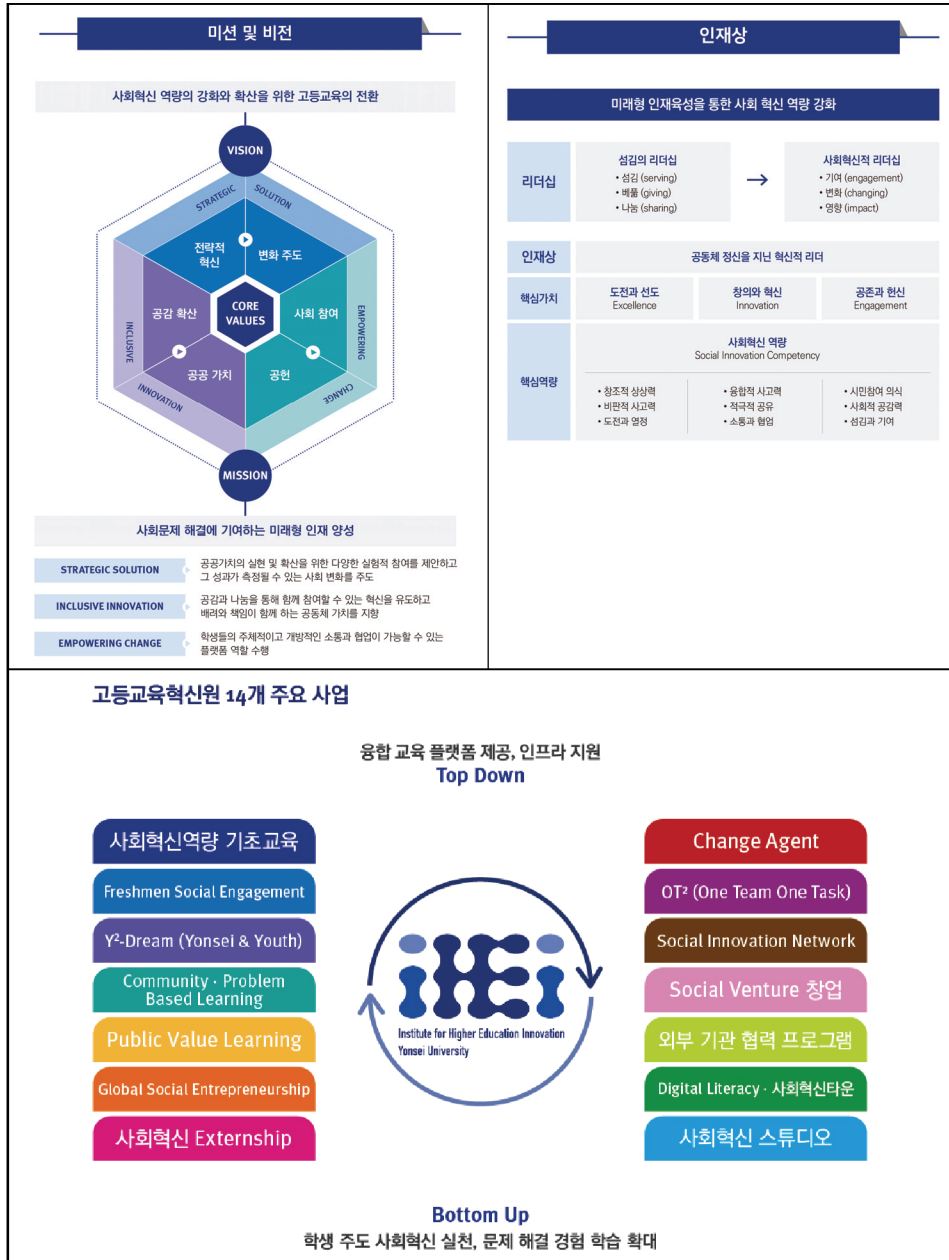 미션 및 비전
사회혁신 역량의 강화와 확산을 위한 고등교육의 전환
VISION
STRATEGIC
SOLUTION
전략적
혁신
변화 주도
공감 확산
CORE
VALUES
사회 참여
INCLUSIVE
EMPOWERING
공공 가치
공헌
INNOVATION
CHANGE
MISSION
사회문제 해결에 기여하는 미래형 인재 양성
STRATEGIC SOLUTION
공공가치의 실현 및 확산을 위한 다양한 실험적 참여를 제안하고
그 성과가 측정될 수 있는 사회 변화를 주도
INCLUSIVE INNOVATION
공감과 나눔을 통해 함께 참여할 수 있는 혁신을 유도하고
배려와 책임이 함께 하는 공동체 가치를 지향
EMPOWERING CHANGE
학생들의 주체적이고 개방적인 소통과 협업이 가능할 수 있는
플랫폼 역할 수행
인재상
미래형 인재육성을 통한 사회 혁신 역량 강화
리더십
섬김의 리더십
• 섬김 (serving)
• 베풂 (giving)
• 나눔 (sharing)
→
사회혁신적 리더십
• 기여 (engagement)
• 변화 (changing)
• 영향 (impact)
인재상
공동체 정신을 지닌 혁신적 리더
핵심가치
도전과 선도
Excellence
창의와 혁신
Innovation
공존과 헌신
Engagement
핵심역량
사회혁신 역량
Social Innovation Competency
• 창조적 상상력
• 비판적 사고력
• 도전과 열정
• 융합적 사고력
• 적극적 공유
• 소통과 협업
• 시민참여 의식
• 사회적 공감력
• 섬김과 기여
고등교육혁신원 14개 주요 사업
융합 교육 플랫폼 제공, 인프라 지원
Top Down
사회혁신역량 기초교육
Freshmen Social Engagement
Y²-Dream (Yonsei & Youth)
Community · Problem
Based Learning
Public Value Learning
Global Social Entrepreneurship
사회혁신 Externship
iHEi
Institute for Higher Education Innovation
Yonsei University
Change Agent
OT² (One Team One Task)
Social Innovation Network
Social Venture 창업
외부 기관 협력 프로그램
Digital Literacy · 사회혁신타운
사회혁신 스튜디오
Bottom Up
학생 주도 사회혁신 실천, 문제 해결 경험 학습 확대